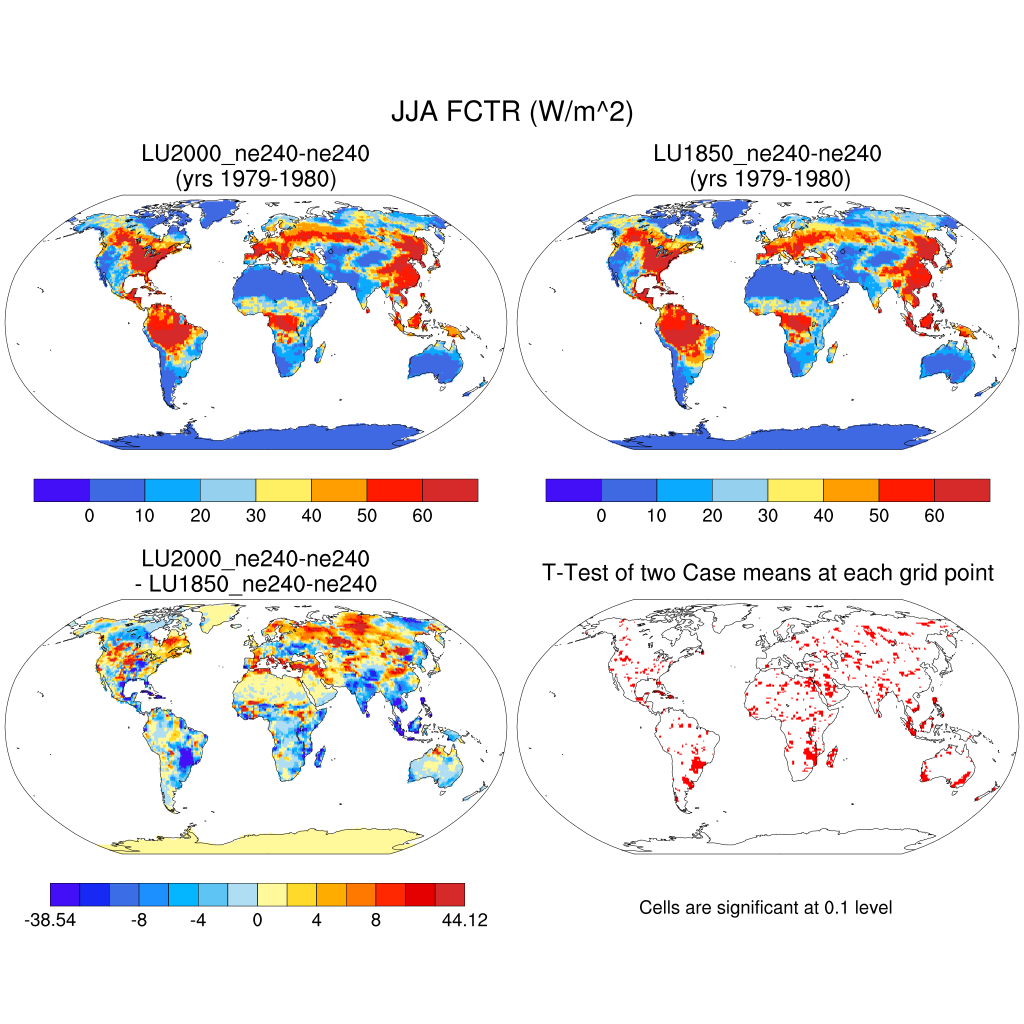 JJA FCTR (W/m^2)
LU2000_ne240-ne240
(yrs 1979-1980)
LU1850_ne240-ne240
(yrs 1979-1980)
0 10 20 30 40 50 60
0 10 20 30 40 50 60
LU2000_ne240-ne240
- LU1850_ne240-ne240
T-Test of two Case means at each grid point
-38.54 -8 -4 0 4 8 44.12
Cells are significant at 0.1 level